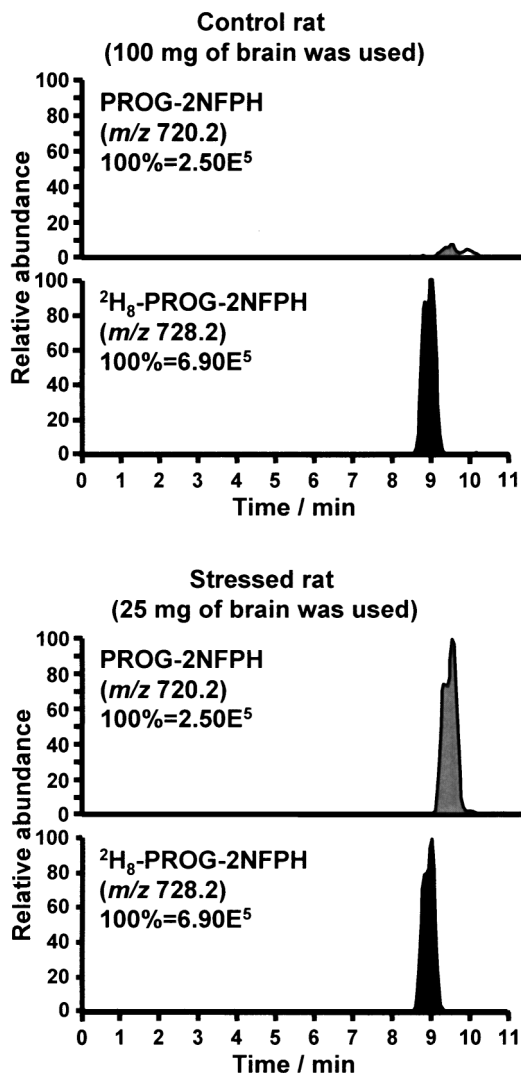 Control rat
(100 mg of brain was used)
Relative abundance
100
80
60
40
20
0
PROG-2NFPH
(m/z 720.2)
100%=2.50E⁵
100
80
60
40
20
0
²H₈-PROG-2NFPH
(m/z 728.2)
100%=6.90E⁵
0 1 2 3 4 5 6 7 8 9 10 11
Time / min
Stressed rat
(25 mg of brain was used)
Relative abundance
100
80
60
40
20
0
PROG-2NFPH
(m/z 720.2)
100%=2.50E⁵
100
80
60
40
20
0
²H₈-PROG-2NFPH
(m/z 728.2)
100%=6.90E⁵
0 1 2 3 4 5 6 7 8 9 10 11
Time / min